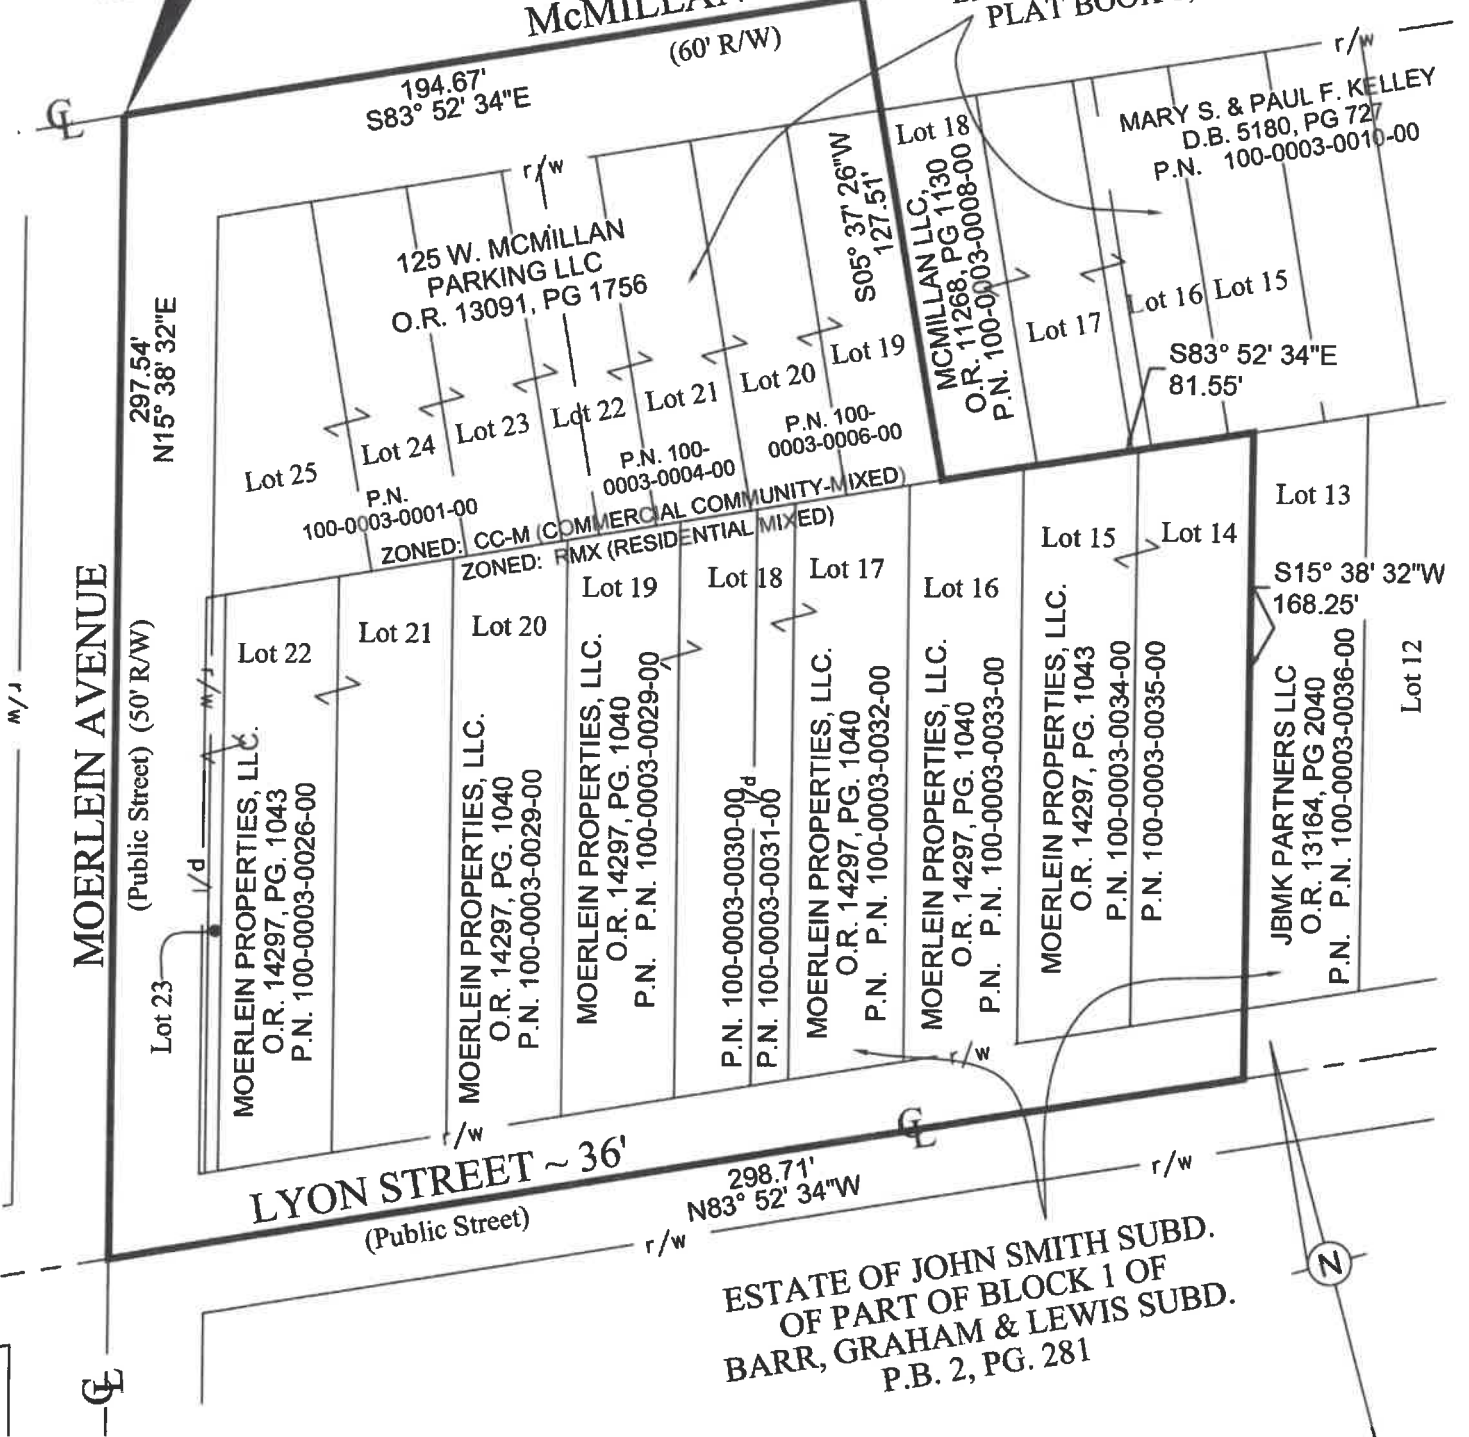 McMILLAN
(60' R/W)
PLAT BOOK
194.67'
S83° 52' 34"E
CL
r/w
r/w
MARY S. & PAUL F. KELLEY
D.B. 5180, PG 727
P.N. 100-0003-0010-00
Lot 18
MCMILLAN LLC,
O.R. 11268, PG 1130
P.N. 100-0003-0008-00
S05° 37' 26"W
127.51'
125 W. MCMILLAN
PARKING LLC
O.R. 13091, PG 1756
297.54'
N15° 38' 32"E
Lot 25
Lot 24
Lot 23
Lot 22
Lot 21
Lot 20
Lot 19
Lot 17
Lot 16
Lot 15
S83° 52' 34"E
81.55'
P.N.
100-0003-0001-00
P.N. 100-
0003-0004-00
P.N. 100-
0003-0006-00
ZONED: CC-M (COMMERCIAL COMMUNITY-MIXED)
ZONED: RMX (RESIDENTIAL MIXED)
MOERLEIN AVENUE
(Public Street) (50' R/W)
r/w
r/w
l/d
Lot 23
Lot 22
Lot 21
Lot 20
Lot 19
Lot 18
Lot 17
Lot 16
Lot 15
Lot 14
Lot 13
Lot 12
S15° 38' 32"W
168.25'
MOERLEIN PROPERTIES, LLC.
O.R. 14297, PG. 1043
P.N. 100-0003-0026-00
MOERLEIN PROPERTIES, LLC.
O.R. 14297, PG. 1040
P.N. 100-0003-0029-00
MOERLEIN PROPERTIES, LLC.
O.R. 14297, PG. 1040
P.N. P.N. 100-0003-0029-00
P.N. 100-0003-0030-00
l/d
P.N. 100-0003-0031-00
MOERLEIN PROPERTIES, LLC.
O.R. 14297, PG. 1040
P.N. P.N. 100-0003-0032-00
MOERLEIN PROPERTIES, LLC.
O.R. 14297, PG. 1040
P.N. P.N. 100-0003-0033-00
MOERLEIN PROPERTIES, LLC.
O.R. 14297, PG. 1043
P.N. 100-0003-0034-00
P.N. 100-0003-0035-00
JBMK PARTNERS LLC
O.R. 13164, PG 2040
P.N. P.N. 100-0003-0036-00
r/w
r/w
CL
LYON STREET ~ 36'
(Public Street)
298.71'
N83° 52' 34"W
r/w
r/w
ESTATE OF JOHN SMITH SUBD.
OF PART OF BLOCK 1 OF
BARR, GRAHAM & LEWIS SUBD.
P.B. 2, PG. 281
N
CL